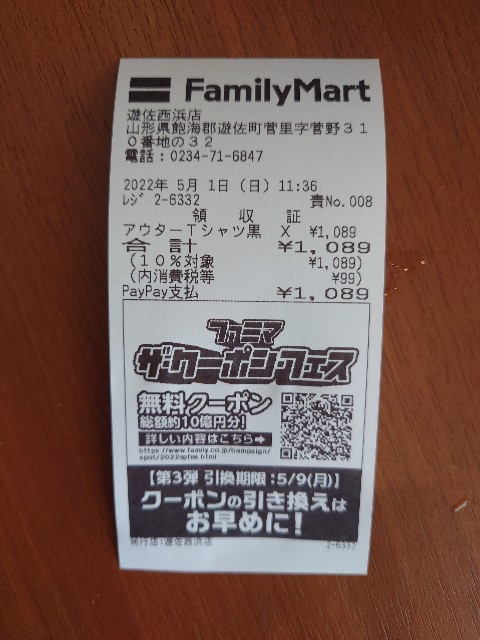 FamilyMart
遊佐西浜店
山形県飽海郡遊佐町菅里字菅野31
0番地の32
電話:0234-71-6847
2022年 5月 1日(日) 11:36
レジ 2-6332 責No.008
領 収 証
アウターTシャツ黒 X ¥1,089
合 計 ¥1,089
(10%対象 ¥1,089)
(内消費税等 ¥99)
PayPay支払 ¥1,089
ファミマ
ザ・クーポン・フェス
無料クーポン
総額約10億円分!
詳しい内容はこちら➡
https://www.family.co.jp/campaign/
spot/2022spfes.html
【第3弾 引換期限:5/9(月)】
クーポンの引き換えは
お早めに!
発行店:遊佐西浜店 2-6332